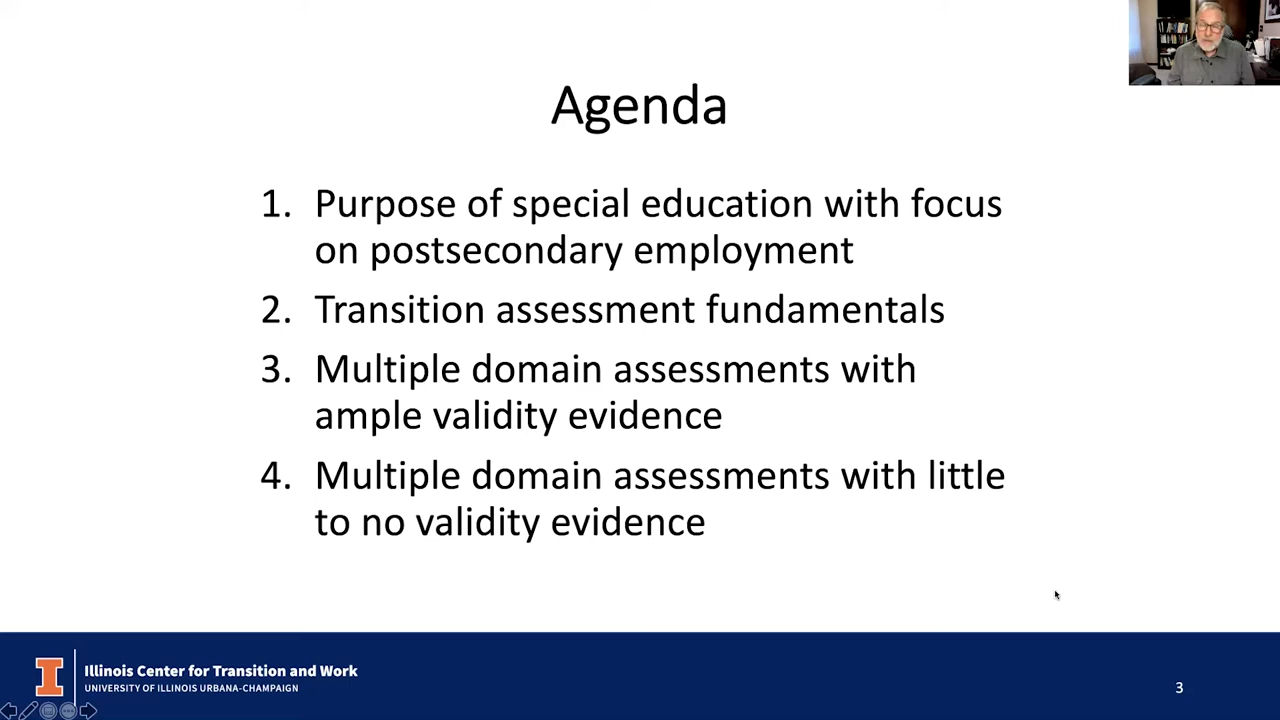 Agenda
1. Purpose of special education with focus
on postsecondary employment
2. Transition assessment fundamentals
3. Multiple domain assessments with
ample validity evidence
4. Multiple domain assessments with little
to no validity evidence
I
Illinois Center for Transition and Work
UNIVERSITY OF ILLINOIS URBANA-CHAMPAIGN
3